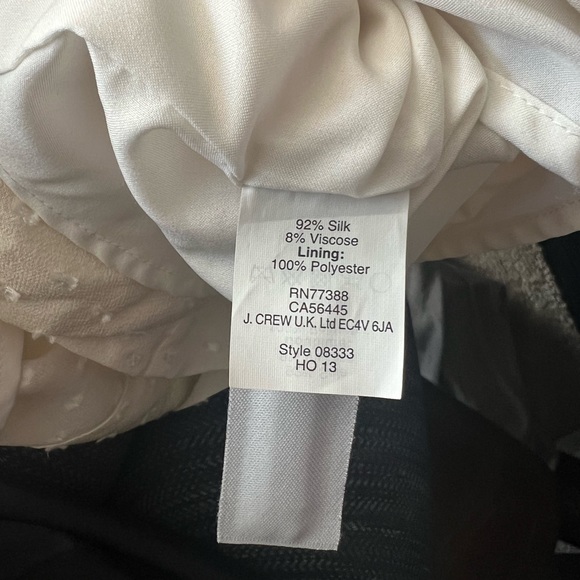 92% Silk
8% Viscose
Lining:
100% Polyester
RN77388
CA56445
J. CREW U.K. Ltd EC4V 6JA
Style 08333
HO 13